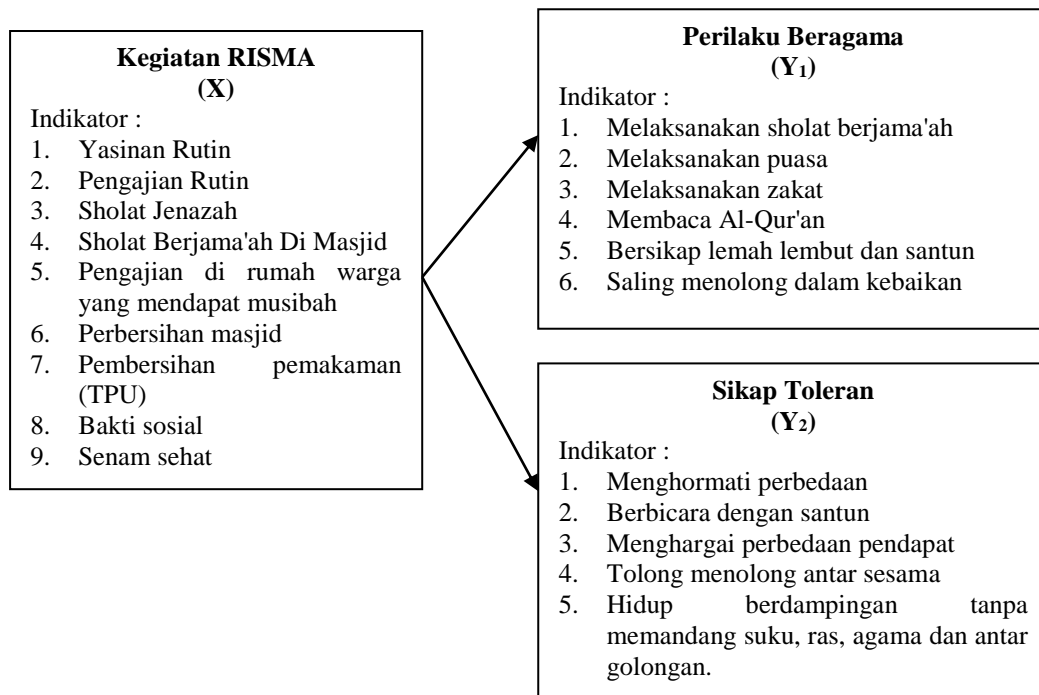 Kegiatan RISMA
(X)
Indikator :
1. Yasinan Rutin
2. Pengajian Rutin
3. Sholat Jenazah
4. Sholat Berjama'ah Di Masjid
5. Pengajian di rumah warga
yang mendapat musibah
6. Perbersihan masjid
7. Pembersihan pemakaman
(TPU)
8. Bakti sosial
9. Senam sehat
Perilaku Beragama
(Y₁)
Indikator :
1. Melaksanakan sholat berjama'ah
2. Melaksanakan puasa
3. Melaksanakan zakat
4. Membaca Al-Qur'an
5. Bersikap lemah lembut dan santun
6. Saling menolong dalam kebaikan
Sikap Toleran
(Y₂)
Indikator :
1. Menghormati perbedaan
2. Berbicara dengan santun
3. Menghargai perbedaan pendapat
4. Tolong menolong antar sesama
5. Hidup berdampingan tanpa
memandang suku, ras, agama dan antar
golongan.